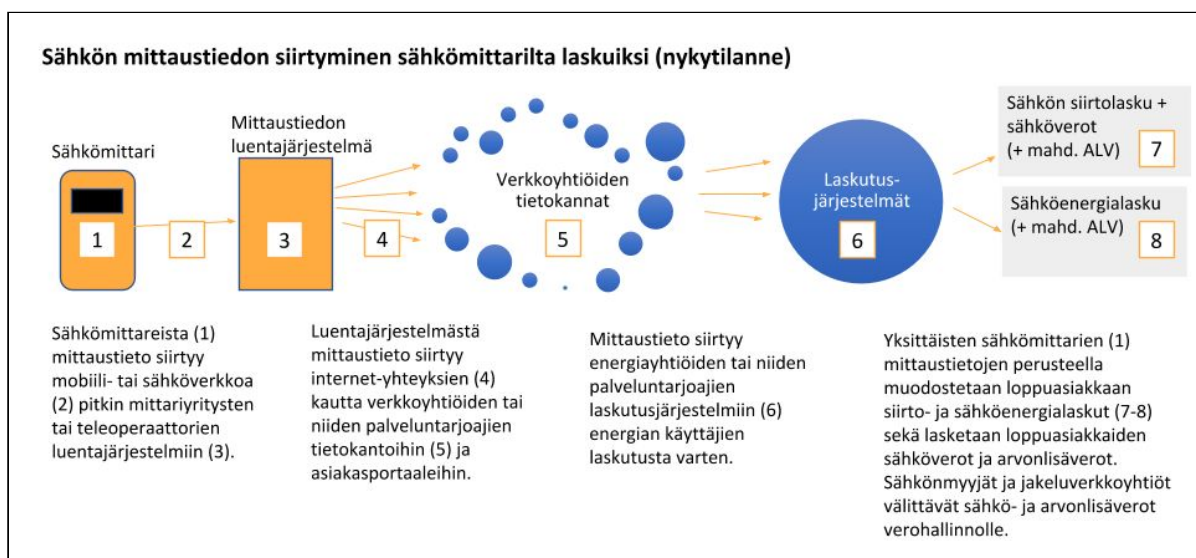 Sähkön mittaustiedon siirtyminen sähkömittarilta laskuiksi (nykytilanne)
Sähkömittari
1
2
Mittaustiedon
luentajärjestelmä
3
4
Verkkoyhtiöiden
tietokannat
5
Laskutus-
järjestelmät
6
Sähkön siirtolasku +
sähköverot
(+ mahd. ALV)
7
Sähköenergialasku
(+ mahd. ALV)
8
Sähkömittareista (1)
mittaustieto siirtyy
mobiili- tai sähköverkkoa
(2) pitkin mittariyritysten
tai teleoperaattorien
luentajärjestelmiin (3).
Luentajärjestelmästä
mittaustieto siirtyy
internet-yhteyksien (4)
kautta verkkoyhtiöiden tai
niiden palveluntarjoajien
tietokantoihin (5) ja
asiakasportaaleihin.
Mittaustieto siirtyy
energiayhtiöiden tai niiden
palveluntarjoajien
laskutusjärjestelmiin (6)
energian käyttäjien
laskutusta varten.
Yksittäisten sähkömittarien (1)
mittaustietojen perusteella
muodostetaan loppuasiakkaan
siirto- ja sähköenergialaskut (7-8)
sekä lasketaan loppuasiakkaiden
sähköverot ja arvonlisäverot.
Sähkönmyyjät ja jakeluverkkoyhtiöt
välittävät sähkö- ja arvonlisäverot
verohallinnolle.